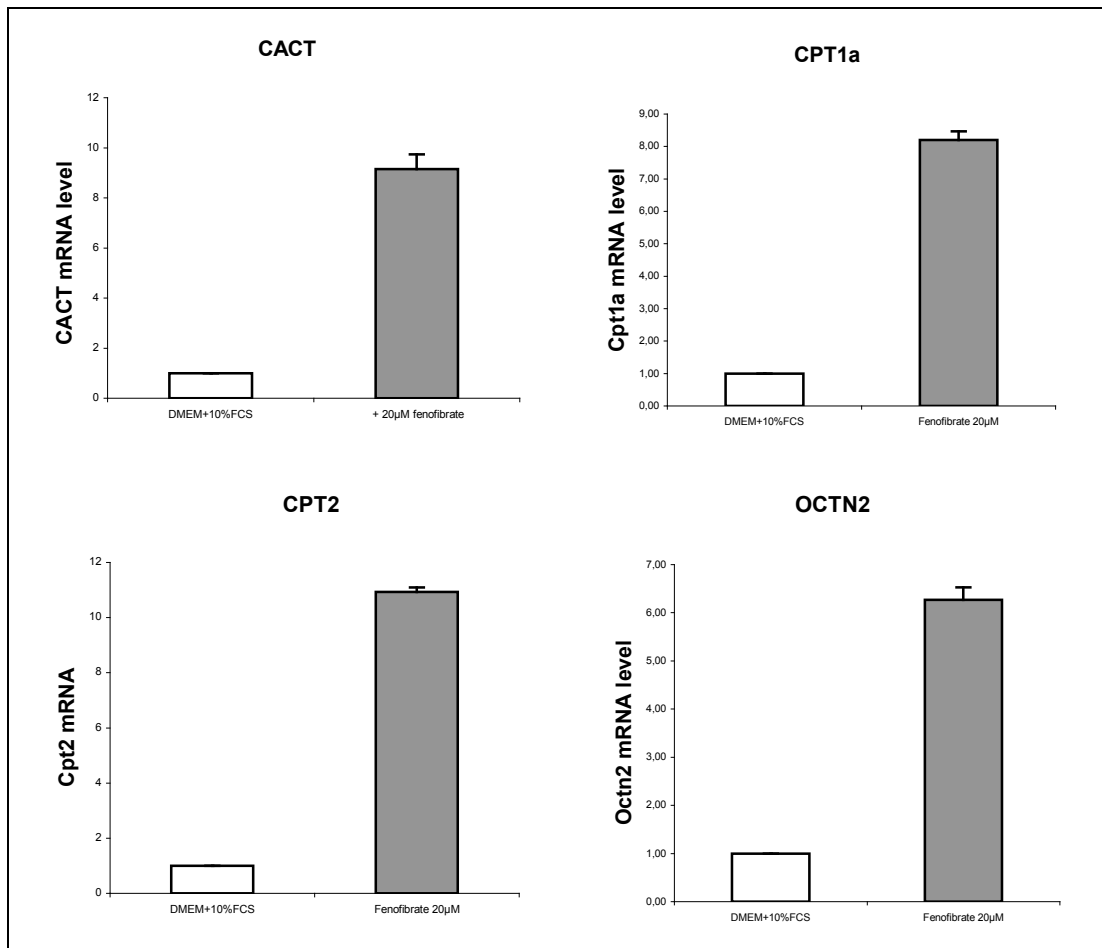 CACT
CACT mRNA level
12
10
8
6
4
2
0
DMEM+10%FCS
+ 20µM fenofibrate
CPT1a
Cpt1a mRNA level
9,00
8,00
7,00
6,00
5,00
4,00
3,00
2,00
1,00
0,00
DMEM+10%FCS
Fenofibrate 20µM
CPT2
Cpt2 mRNA
12
10
8
6
4
2
0
DMEM+10%FCS
Fenofibrate 20µM
OCTN2
Octn2 mRNA level
7,00
6,00
5,00
4,00
3,00
2,00
1,00
0,00
DMEM+10%FCS
Fenofibrate 20µM